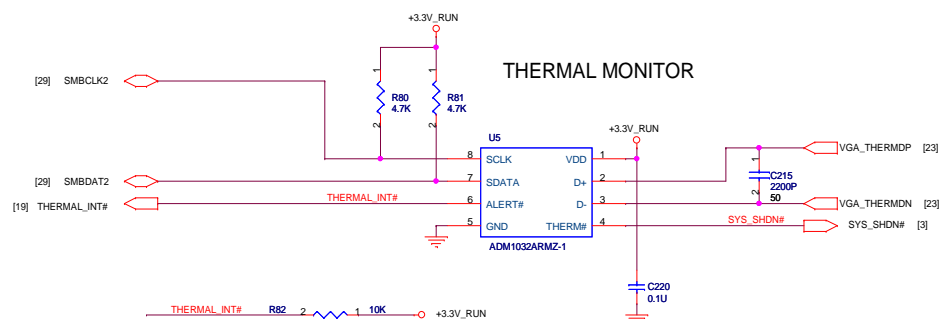 +3.3V_RUN
THERMAL MONITOR
[29] SMBCLK2
1 1
R80 R81
4.7K 4.7K
2 2
U5
+3.3V_RUN
8 SCLK VDD 1
VGA_THERMDP [23]
[29] SMBDAT2
7 SDATA D+ 2
1
C215
2200P
2
50
[19] THERMAL_INT#
THERMAL_INT#
6 ALERT# D- 3
VGA_THERMDN [23]
5 GND THERM# 4
SYS_SHDN#
SYS_SHDN# [3]
ADM1032ARMZ-1
C220
0.1U
THERMAL_INT# R82 2 1 10K +3.3V_RUN